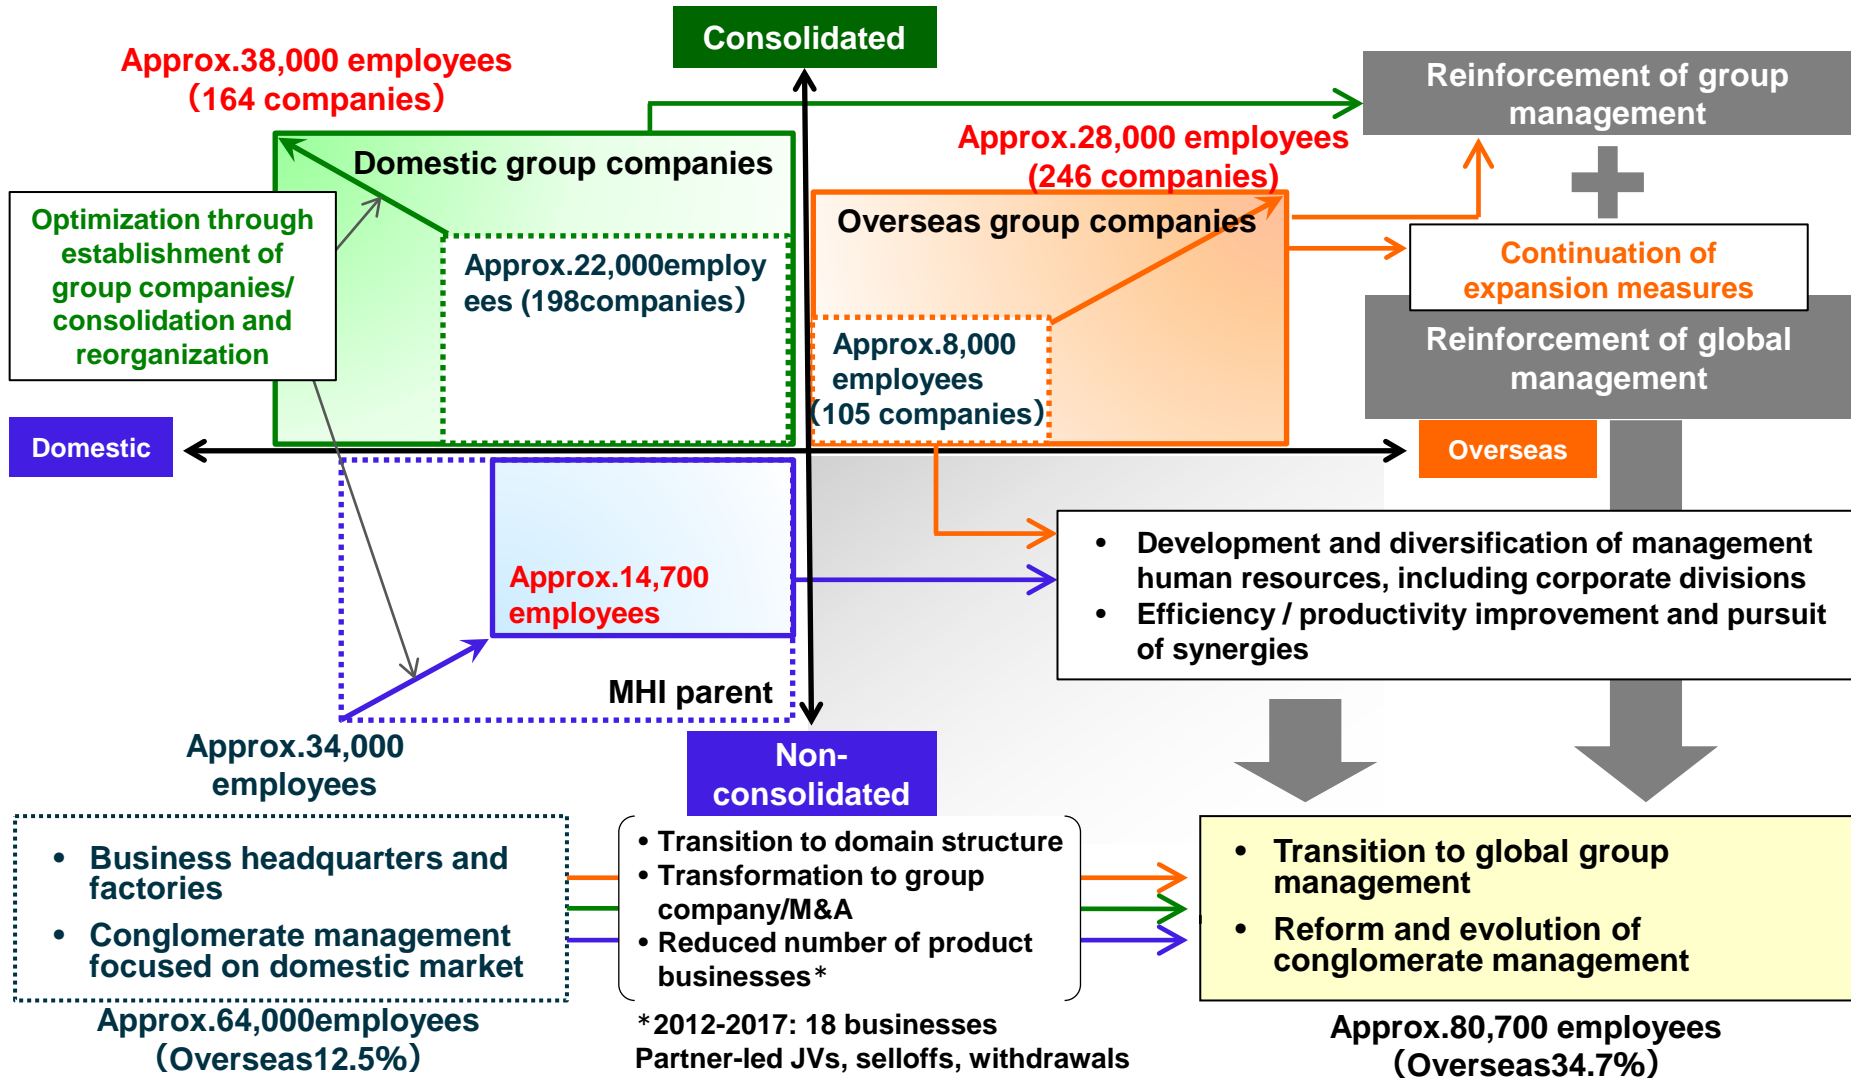 Consolidated
Approx.38,000 employees
（164 companies）
Reinforcement of group
management
Approx.28,000 employees
(246 companies)
Domestic group companies
Overseas group companies
Optimization through
establishment of
group companies/
consolidation and
reorganization
Approx.22,000employ
ees (198companies）
Continuation of
expansion measures
Approx.8,000
employees
（105 companies）
Reinforcement of global
management
Domestic
Overseas
• Development and diversification of management
human resources, including corporate divisions
• Efficiency / productivity improvement and pursuit
of synergies
Approx.14,700
employees
MHI parent
Approx.34,000
employees
Non-
consolidated
• Business headquarters and
factories
• Conglomerate management
focused on domestic market
• Transition to domain structure
• Transformation to group
company/M&A
• Reduced number of product
businesses*
• Transition to global group
management
• Reform and evolution of
conglomerate management
Approx.64,000employees
（Overseas12.5%）
*2012-2017: 18 businesses
Partner-led JVs, selloffs, withdrawals
Approx.80,700 employees
（Overseas34.7%）